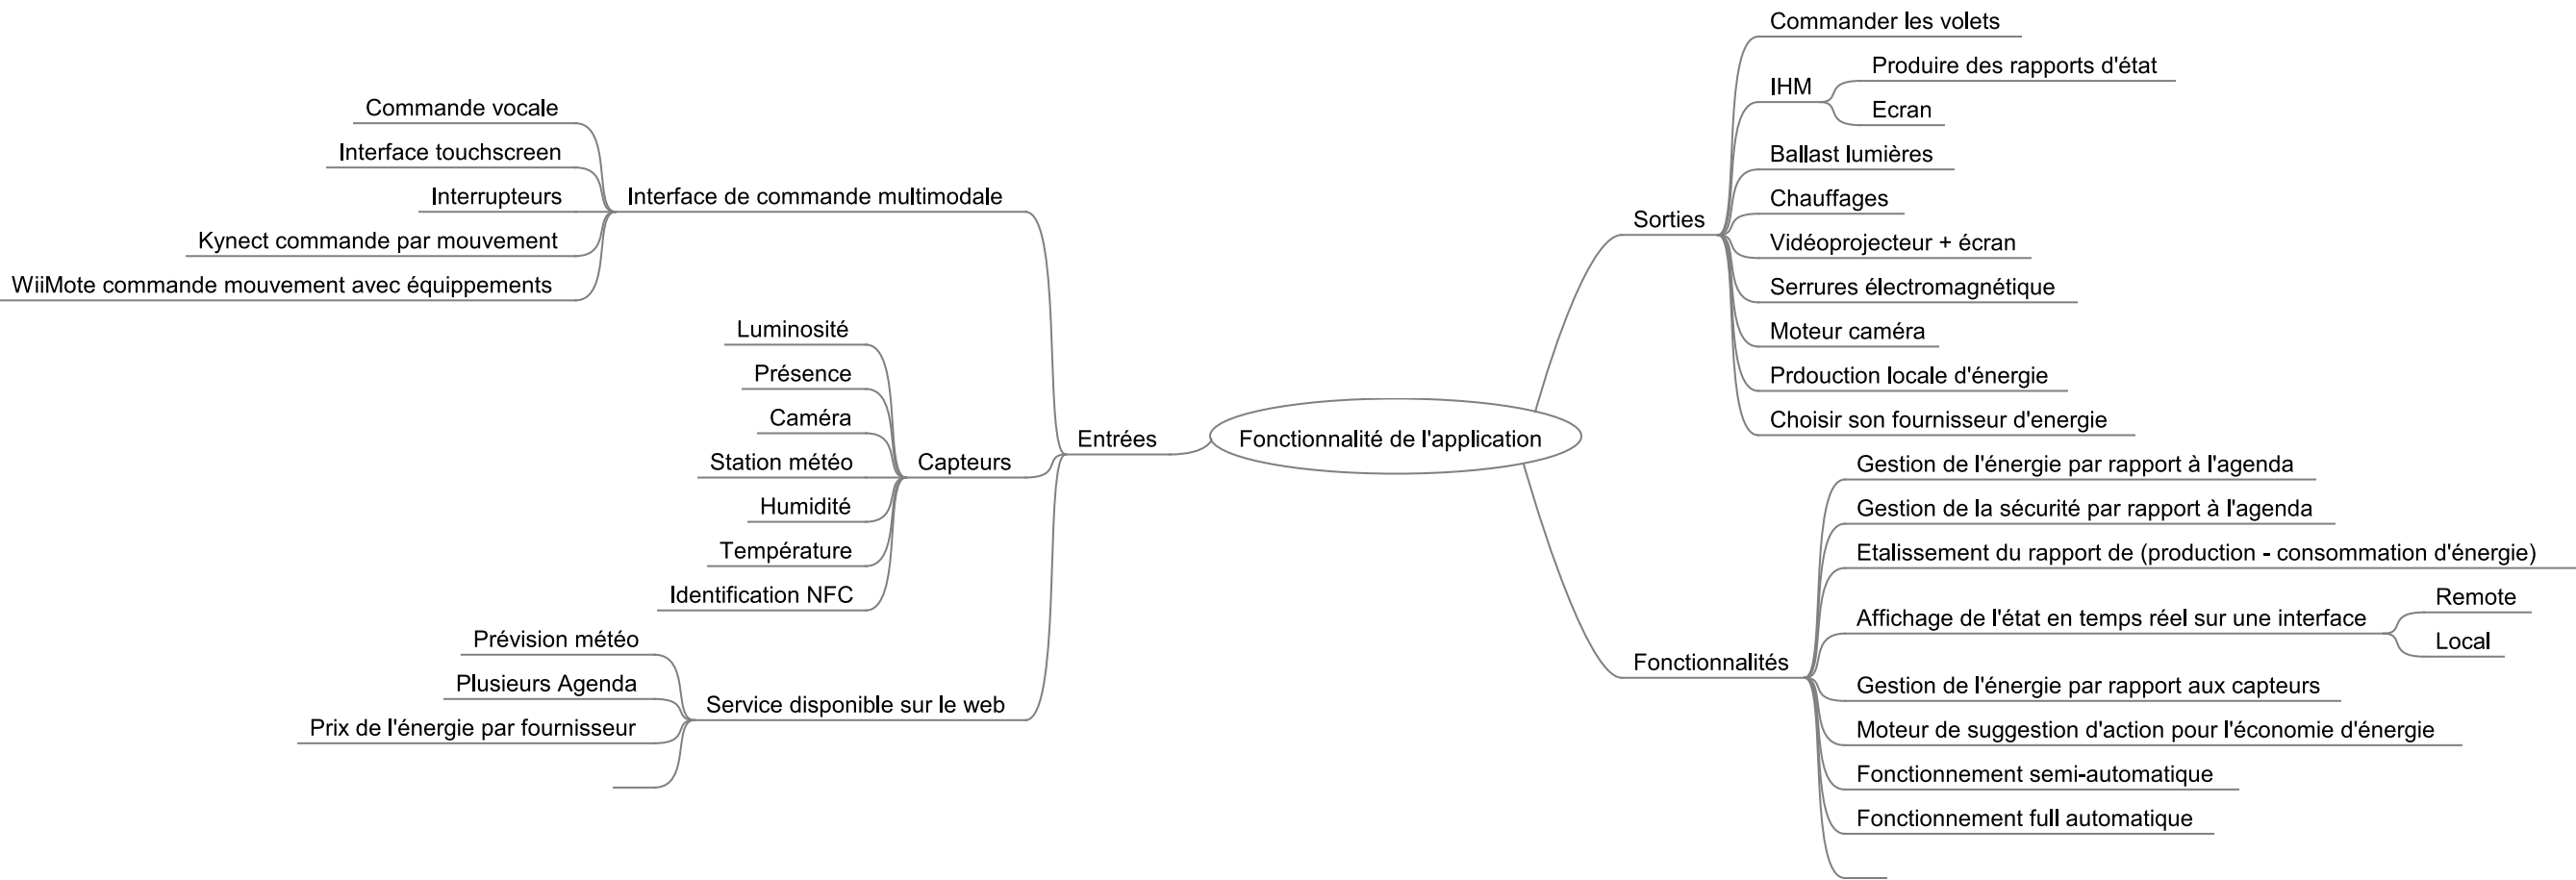 Fonctionnalité de l'application
Entrées
Interface de commande multimodale
Commande vocale
Interface touchscreen
Interrupteurs
Kynect commande par mouvement
WiiMote commande mouvement avec équippements
Capteurs
Luminosité
Présence
Caméra
Station météo
Humidité
Température
Identification NFC
Service disponible sur le web
Prévision météo
Plusieurs Agenda
Prix de l'énergie par fournisseur
Sorties
Commander les volets
IHM
Produire des rapports d'état
Ecran
Ballast lumières
Chauffages
Vidéoprojecteur + écran
Serrures électromagnétique
Moteur caméra
Prdouction locale d'énergie
Choisir son fournisseur d'energie
Fonctionnalités
Gestion de l'énergie par rapport à l'agenda
Gestion de la sécurité par rapport à l'agenda
Etalissement du rapport de (production - consommation d'énergie)
Affichage de l'état en temps réel sur une interface
Remote
Local
Gestion de l'énergie par rapport aux capteurs
Moteur de suggestion d'action pour l'économie d'énergie
Fonctionnement semi-automatique
Fonctionnement full automatique